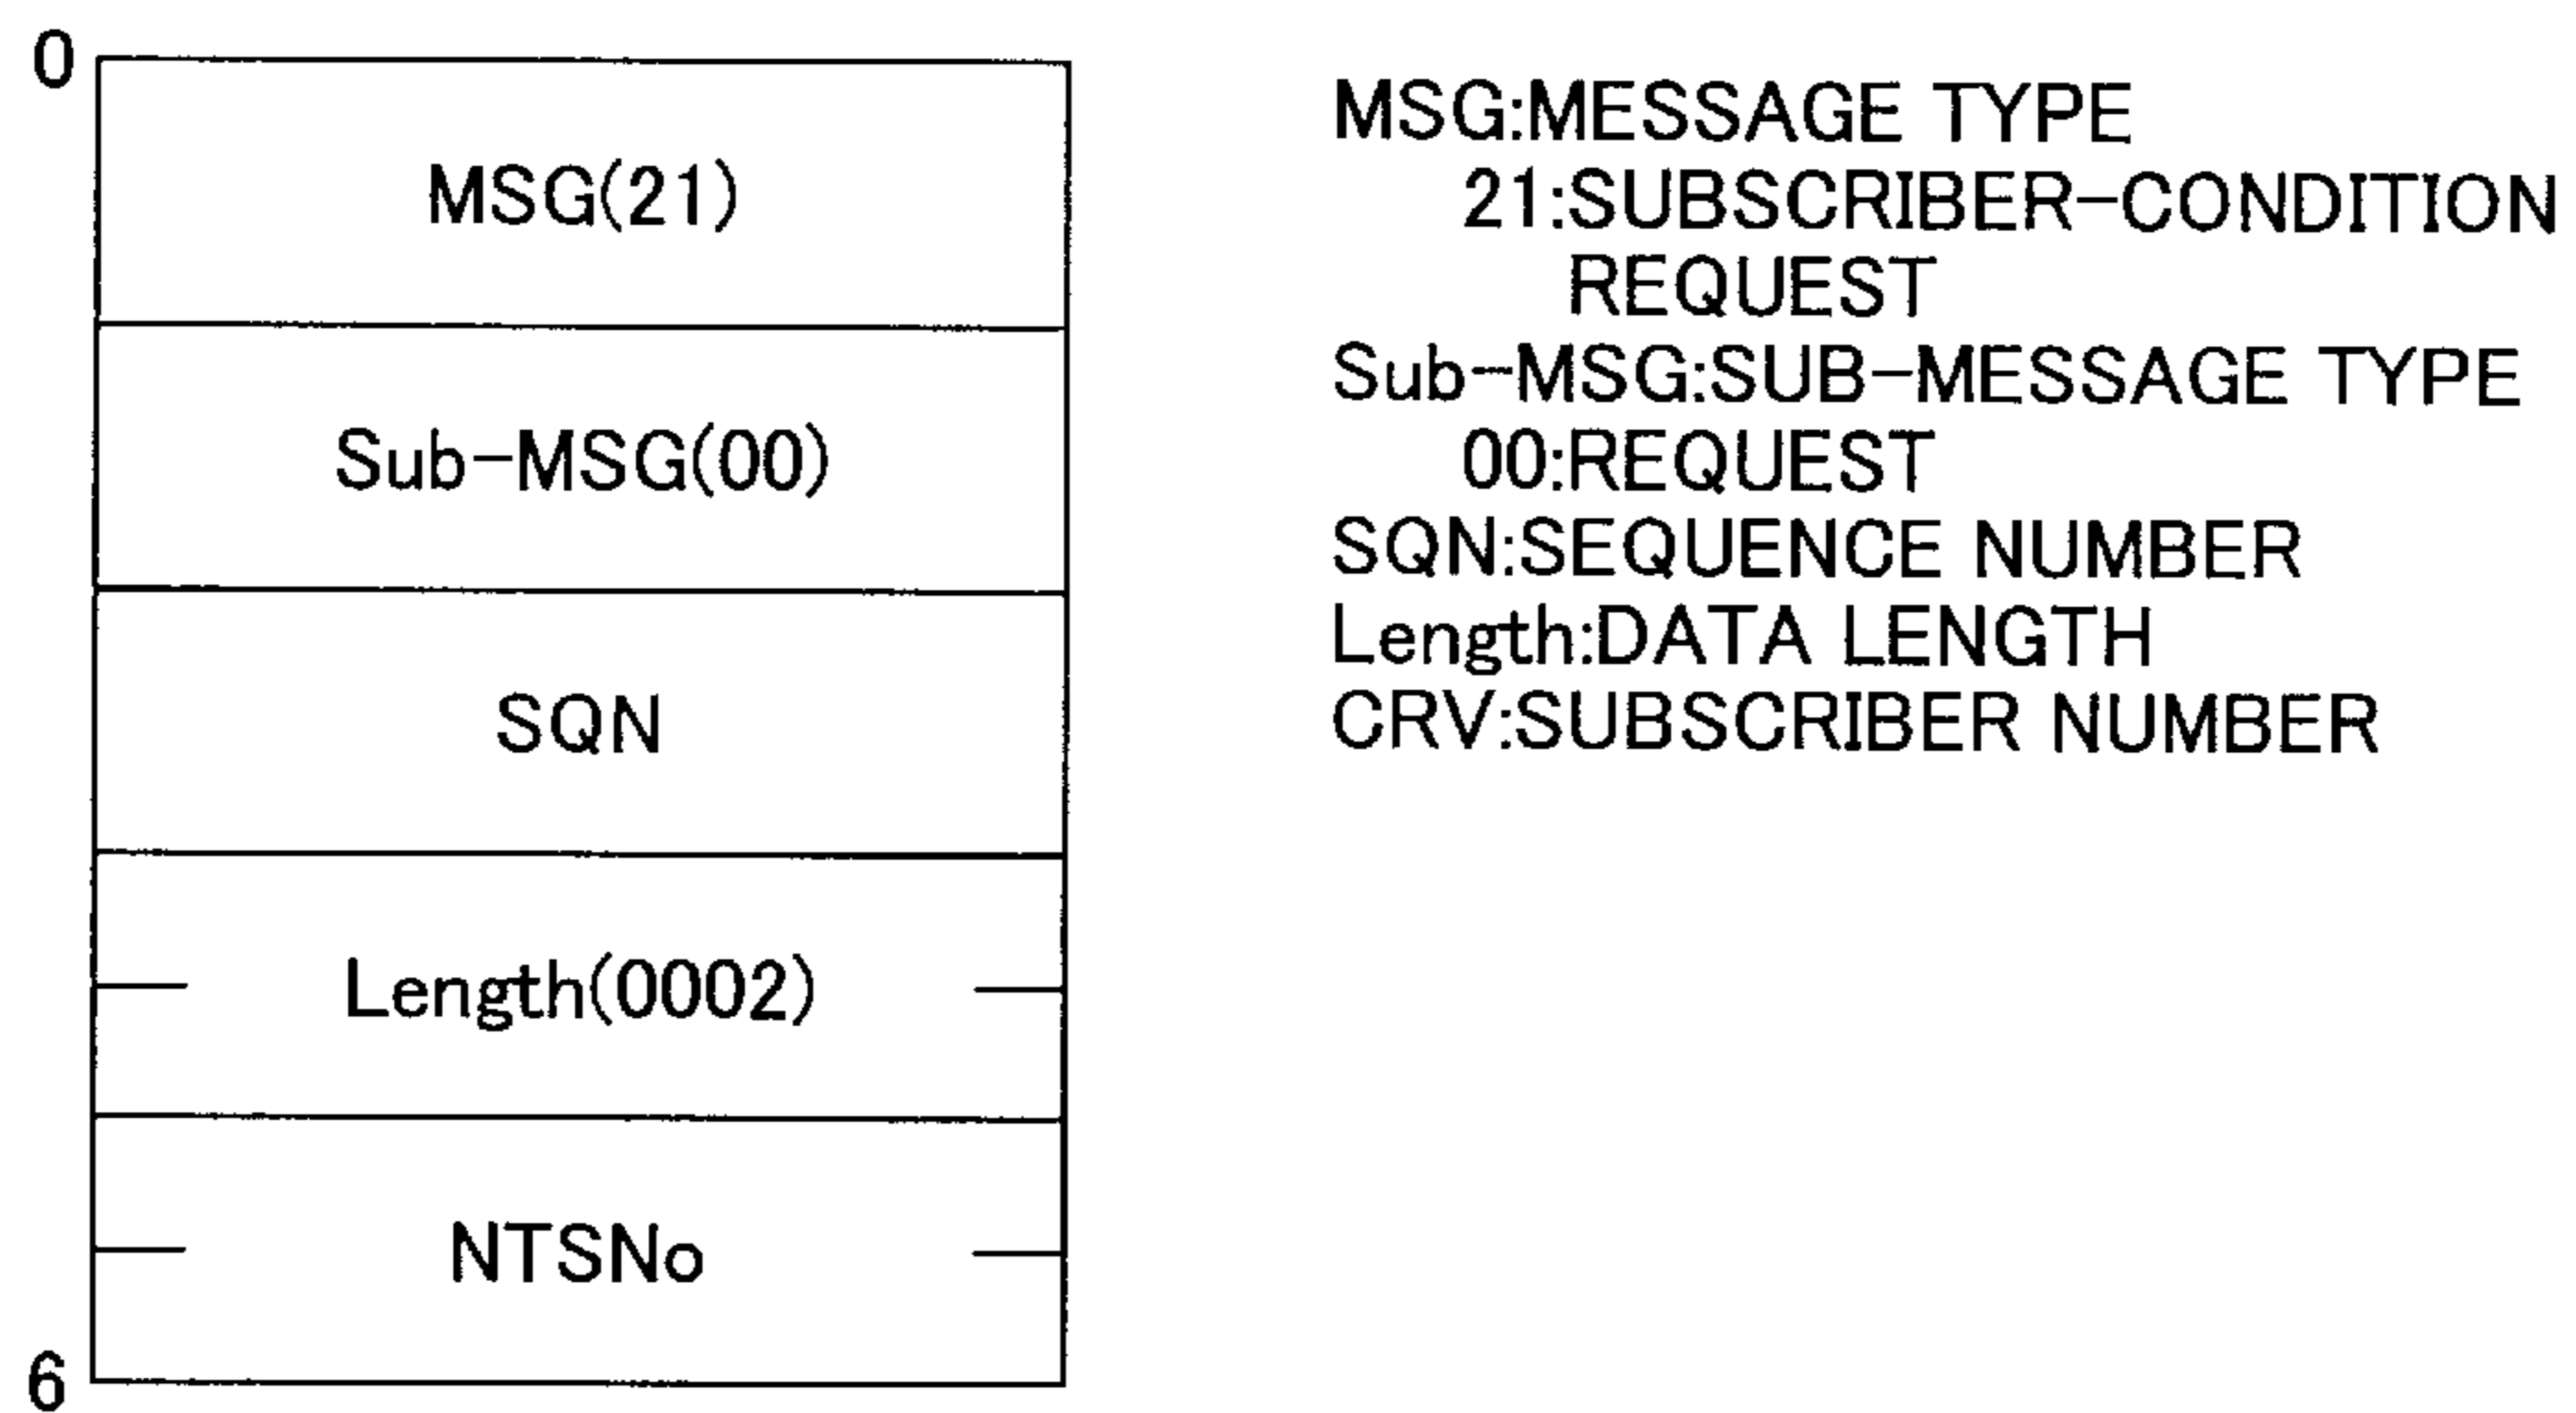 0
MSG(21)
Sub-MSG(00)
SQN
Length(0002)
NTSNo
6
MSG:MESSAGE TYPE
21:SUBSCRIBER-CONDITION
REQUEST
Sub-MSG:SUB-MESSAGE TYPE
00:REQUEST
SQN:SEQUENCE NUMBER
Length:DATA LENGTH
CRV:SUBSCRIBER NUMBER